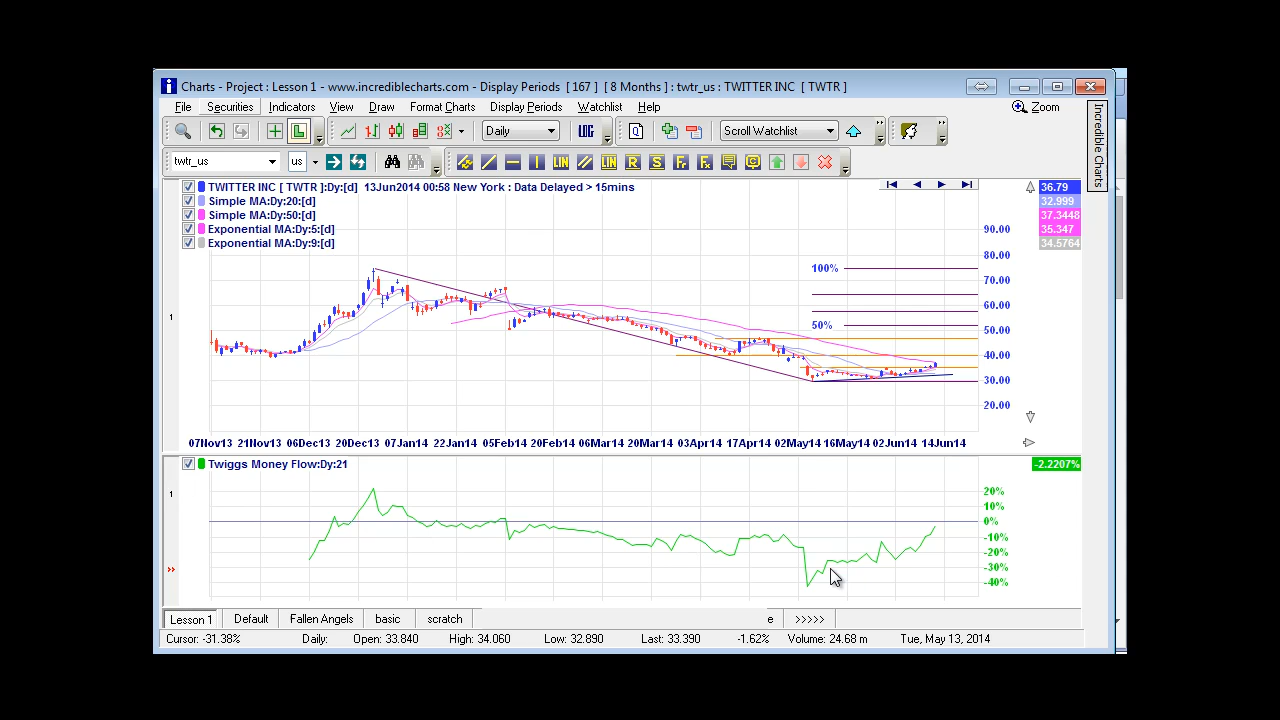 Charts - Project : Lesson 1 - www.incrediblecharts.com - Display Periods [ 167 ] [ 8 Months ] : twtr_us : TWITTER INC [ TWTR ]
File Securities Indicators View Draw Format Charts Display Periods Watchlist Help Zoom
Daily LOG Q Scroll Watchlist
twtr_us us LIN LIN R S Fr Fx
Incredible Charts
TWITTER INC [ TWTR ]:Dy:[d] 13Jun2014 00:58 New York : Data Delayed > 15mins 36.79
Simple MA:Dy:20:[d] 32.999
Simple MA:Dy:50:[d] 37.3448
Exponential MA:Dy:5:[d] 35.347
Exponential MA:Dy:9:[d] 34.5764
90.00
80.00
100%
70.00
60.00
1
50%
50.00
40.00
30.00
20.00
07Nov13 21Nov13 06Dec13 20Dec13 07Jan14 22Jan14 05Feb14 20Feb14 06Mar14 20Mar14 03Apr14 17Apr14 02May14 16May14 02Jun14 14Jun14
Twiggs Money Flow:Dy:21 -2.2207%
1
20%
10%
0%
-10%
-20%
-30%
-40%
Lesson 1 Default Fallen Angels basic scratch e >>>>>
Cursor: -31.38% Daily: Open: 33.840 High: 34.060 Low: 32.890 Last: 33.390 -1.62% Volume: 24.68 m Tue, May 13, 2014